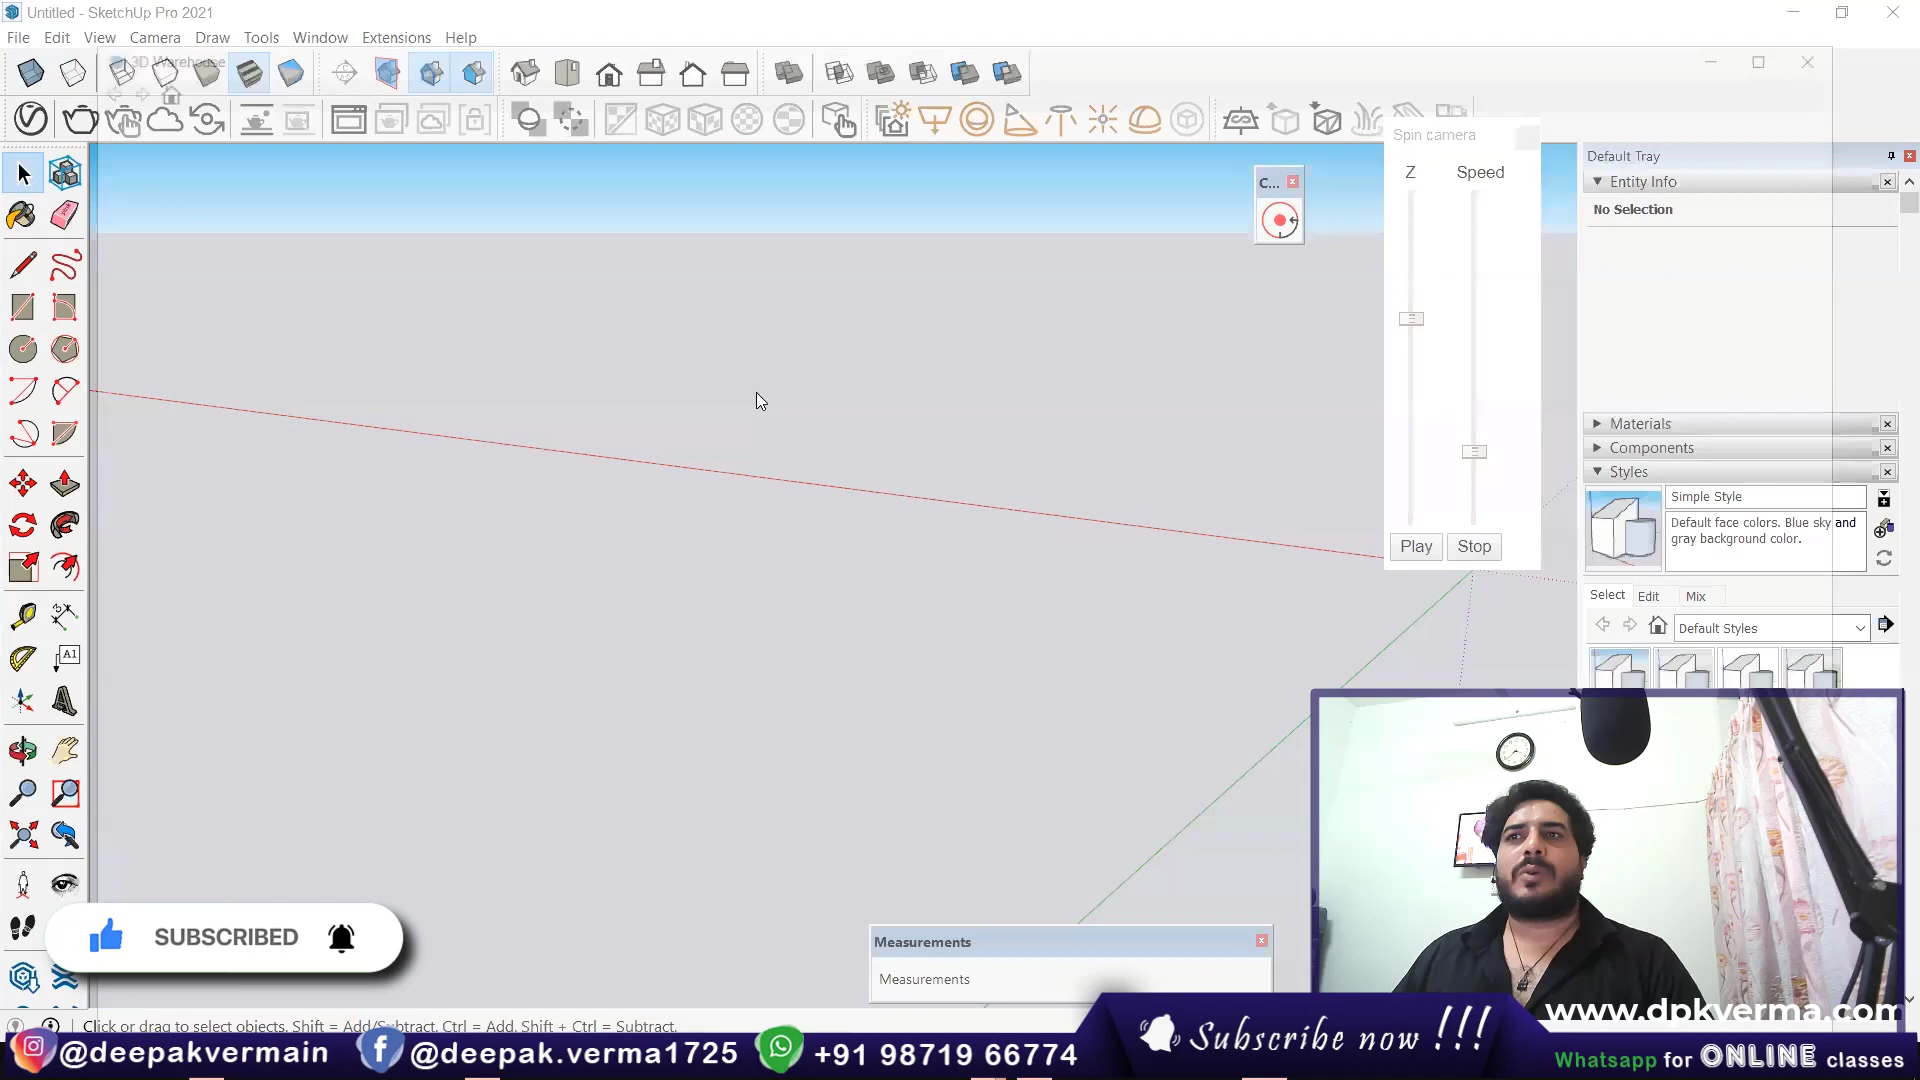 Untitled - SketchUp Pro 2021
File Edit View Camera Draw Tools Window Extensions Help
3D Warehouse
Spin camera
Z Speed
Play Stop
C...
Default Tray
Entity Info
No Selection
Materials
Components
Styles
Simple Style
Default face colors. Blue sky and
gray background color.
Select Edit Mix
Default Styles
A1
SUBSCRIBED
Measurements
Measurements
Click or drag to select objects. Shift = Add/Subtract. Ctrl = Add. Shift + Ctrl = Subtract.
www.dpkverma.com
@deepakvermain @deepak.verma1725 +91 98719 66774
Subscribe now !!!
Whatsapp for ONLINE classes